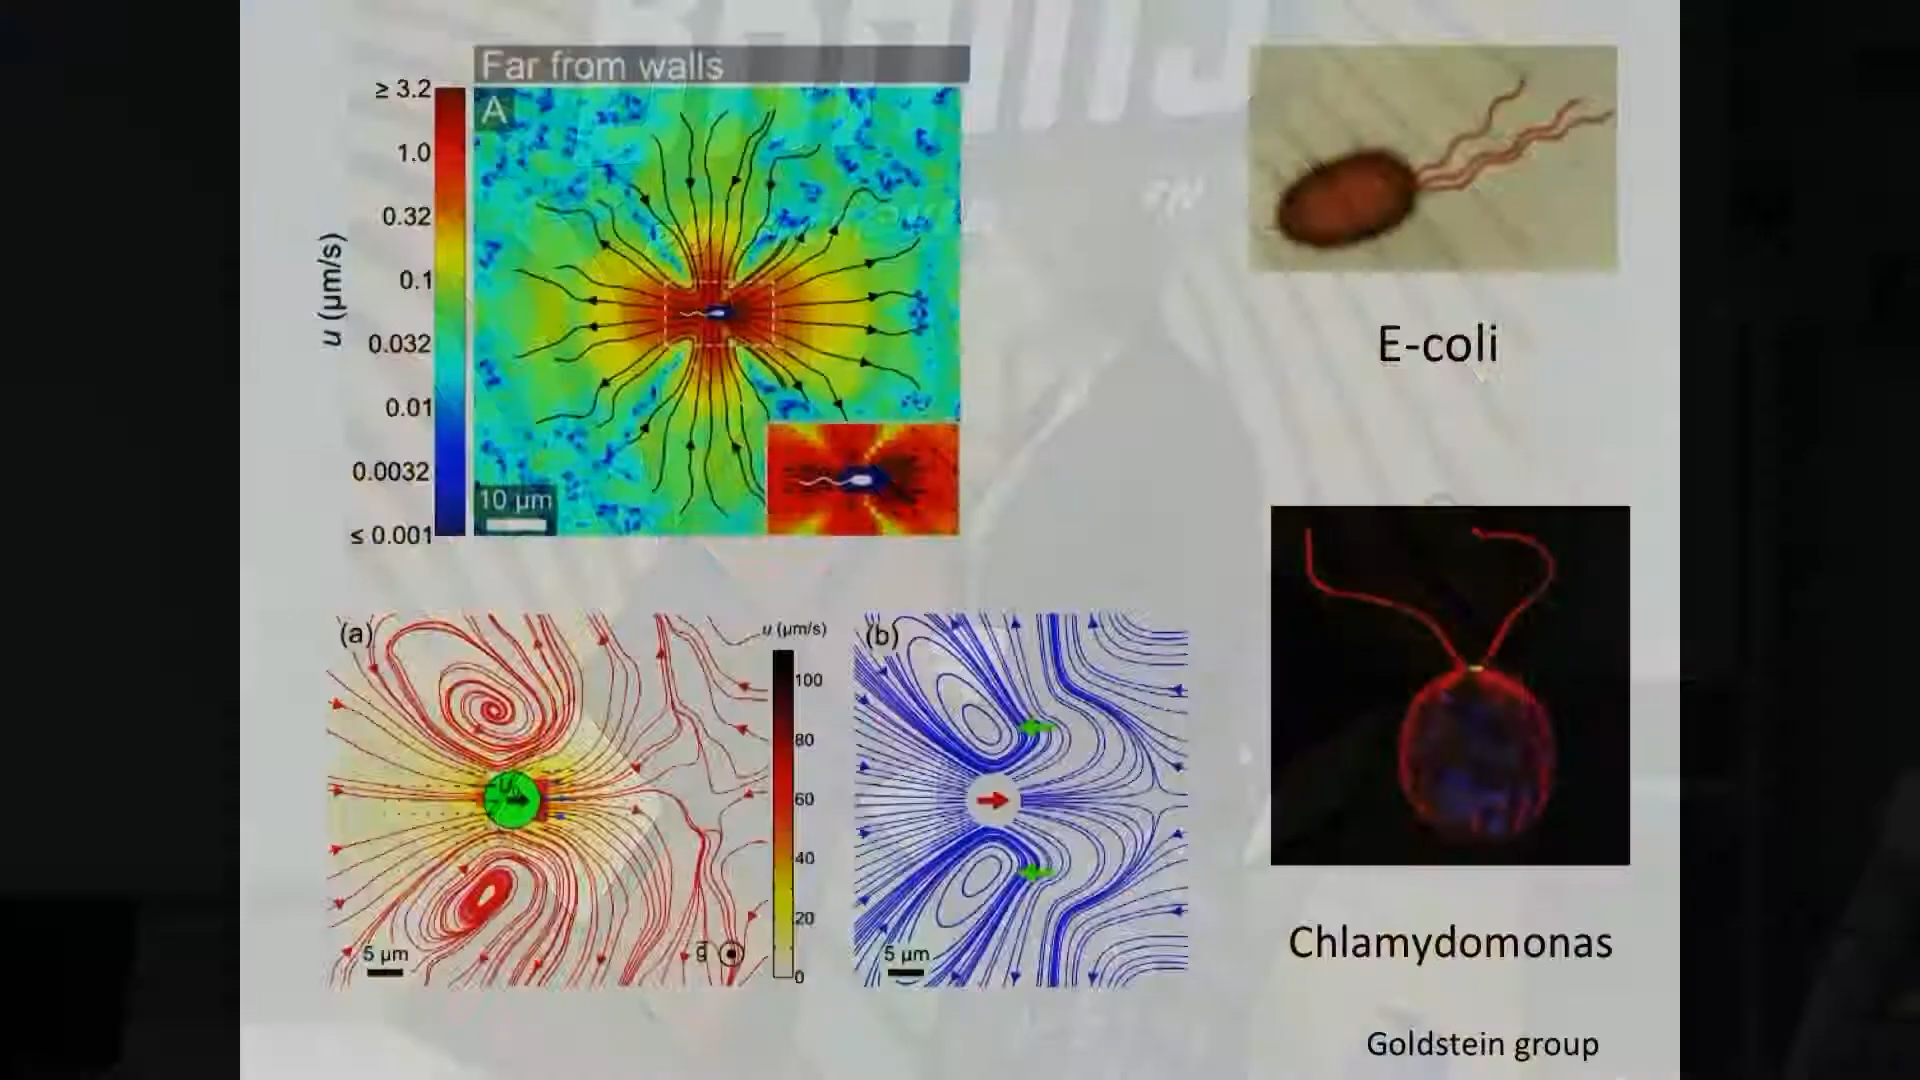 Far from walls
A
≥ 3.2
1.0
0.32
0.1
0.032
0.01
0.0032
≤ 0.001
u (μm/s)
10 μm
E-coli
(a)
u (μm/s)
100
80
60
40
20
0
5 μm
g
(b)
5 μm
Chlamydomonas
Goldstein group